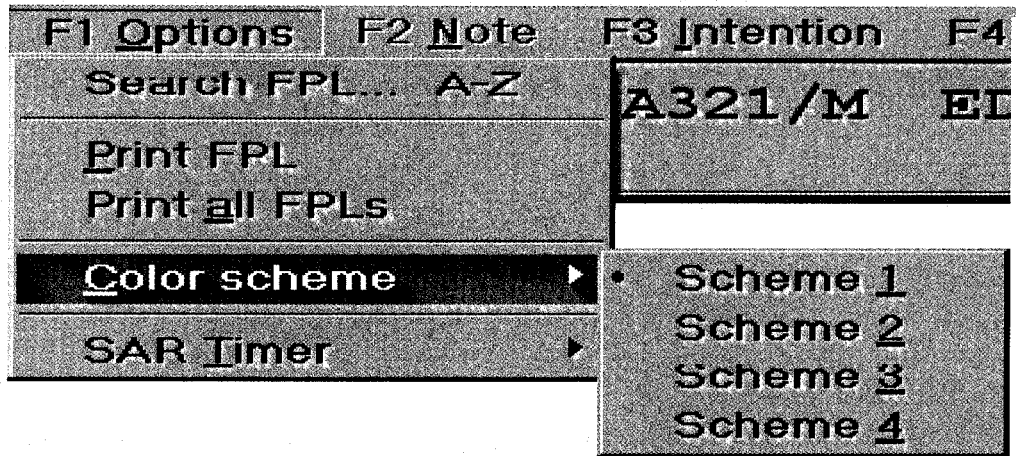 F1 Options F2 Note F3 Intention F4
Search FPL... A-Z
A321/M ED
Print FPL
Print all FPLs
Color scheme
Scheme 1
Scheme 2
SAR Timer
Scheme 3
Scheme 4